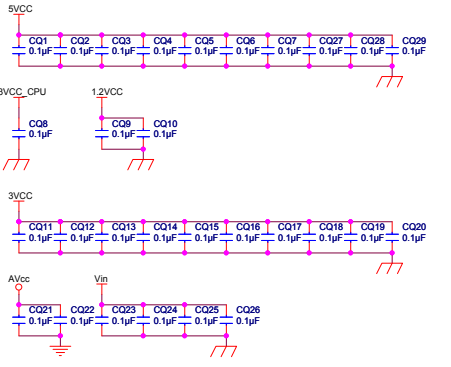 5VCC
CQ1 CQ2 CQ3 CQ4 CQ5 CQ6 CQ7 CQ27 CQ28 CQ29
0.1µF 0.1µF 0.1µF 0.1µF 0.1µF 0.1µF 0.1µF 0.1µF 0.1µF 0.1µF
3VCC_CPU 1.2VCC
CQ8 CQ9 CQ10
0.1µF 0.1µF 0.1µF
3VCC
CQ11 CQ12 CQ13 CQ14 CQ15 CQ16 CQ17 CQ18 CQ19 CQ20
0.1µF 0.1µF 0.1µF 0.1µF 0.1µF 0.1µF 0.1µF 0.1µF 0.1µF 0.1µF
AVcc Vin
CQ21 CQ22 CQ23 CQ24 CQ25 CQ26
0.1µF 0.1µF 0.1µF 0.1µF 0.1µF 0.1µF